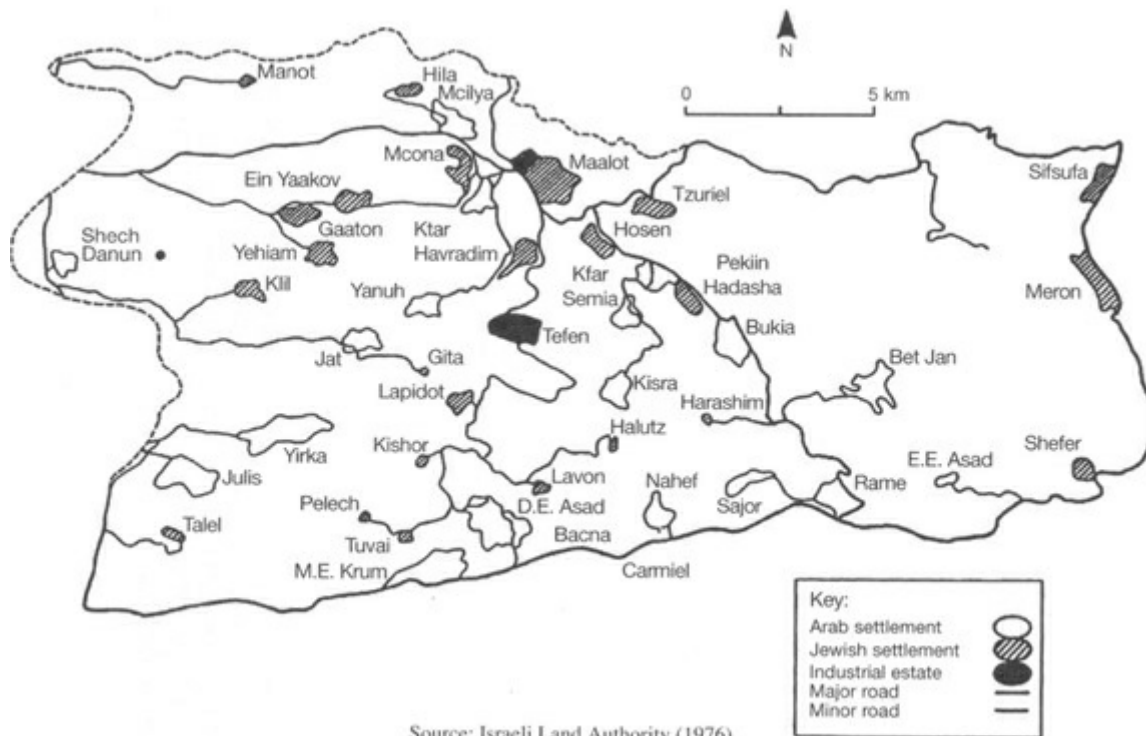 N
Manot
Hila
Mcilya
0 5 km
Mcona
Maalot
Sifsufa
Ein Yaakov
Tzuriel
Gaaton
Ktar
Havradim
Hosen
Shech
Danun
Yehiam
Kfar
Semia
Pekiin
Hadasha
Meron
Klil
Yanuh
Bukia
Tefen
Jat
Gita
Bet Jan
Lapidot
Kisra
Harashim
Yirka
Kishor
Halutz
Shefer
Julis
Lavon
Nahef
E.E. Asad
Pelech
D.E. Asad
Sajor
Rame
Talel
Tuvai
Bacna
M.E. Krum
Carmiel
Key:
Arab settlement
Jewish settlement
Industrial estate
Major road
Minor road
Source: Israeli Land Authority (1976)